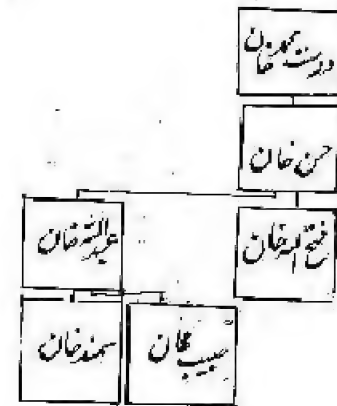 دوست محمد خان
حسن خان
فتح اللہ خان
عبداللہ خان
حبیب خان
سمند خان